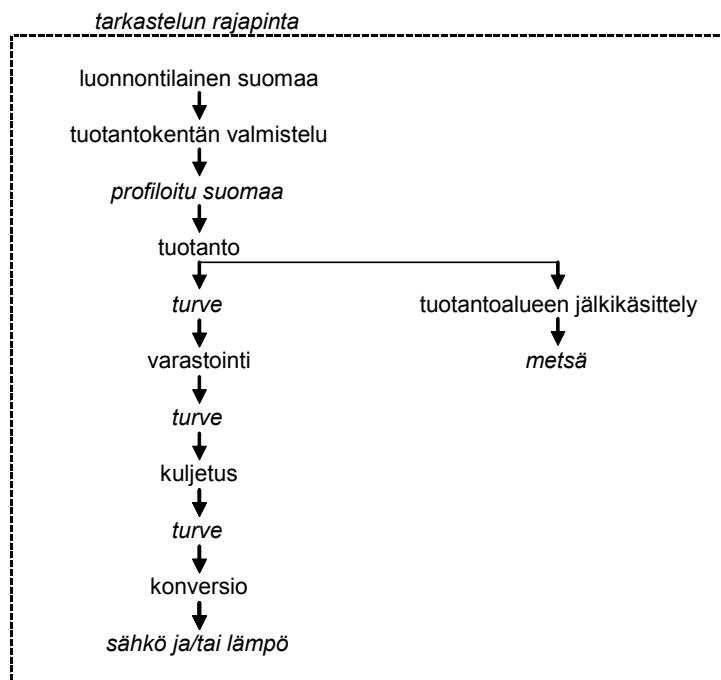 tarkastelun rajapinta
luonnontilainen suomaa
tuotantokentän valmistelu
profiloitu suomaa
tuotanto
turve
tuotantoalueen jälkikäsittely
varastointi
metsä
turve
kuljetus
turve
konversio
sähkö ja/tai lämpö